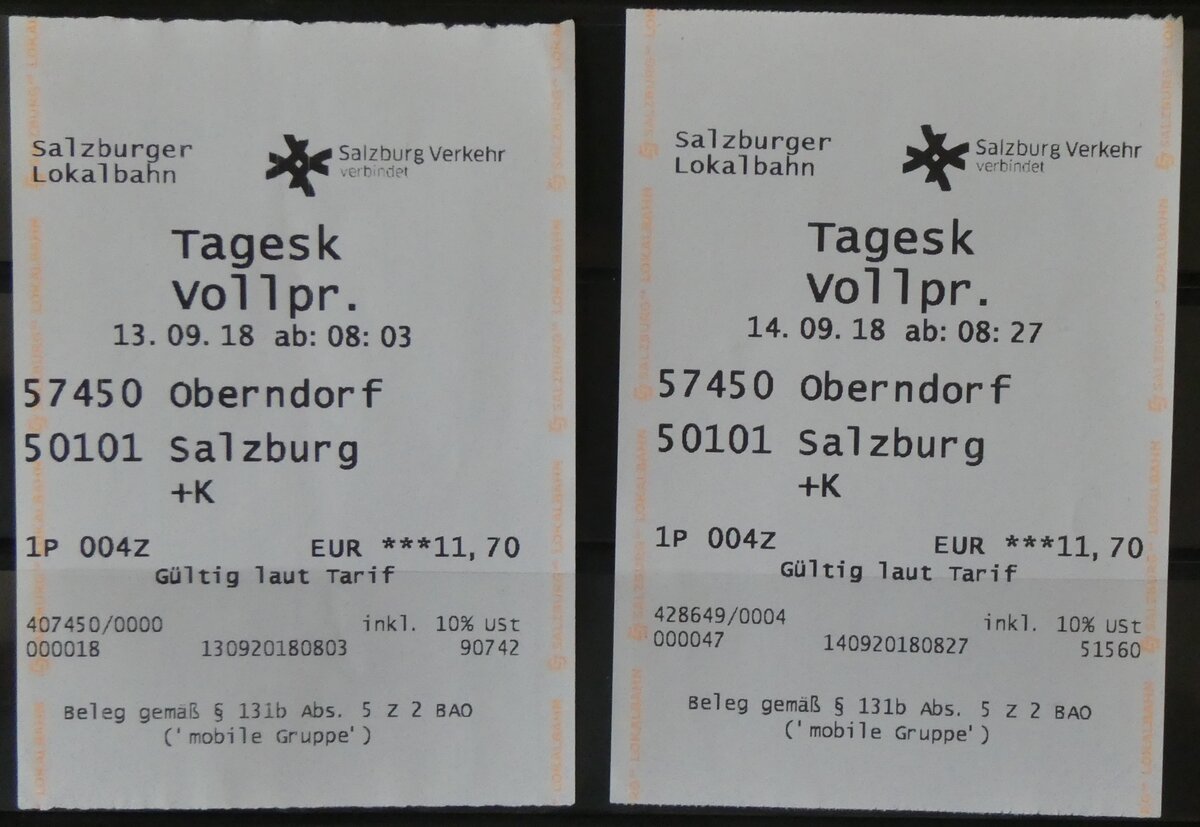 Salzburger
Lokalbahn
Salzburg Verkehr
verbindet
Tagesk
Vollpr.
13.09.18 ab: 08:03
57450 Oberndorf
50101 Salzburg
+K
1P 004Z EUR ***11,70
Gültig laut Tarif
407450/0000 inkl. 10% USt
000018 130920180803 90742
Beleg gemäß § 131b Abs. 5 Z 2 BAO
('mobile Gruppe')
Salzburger
Lokalbahn
Salzburg Verkehr
verbindet
Tagesk
Vollpr.
14.09.18 ab: 08:27
57450 Oberndorf
50101 Salzburg
+K
1P 004Z EUR ***11,70
Gültig laut Tarif
428649/0004 inkl. 10% USt
000047 140920180827 51560
Beleg gemäß § 131b Abs. 5 Z 2 BAO
('mobile Gruppe')